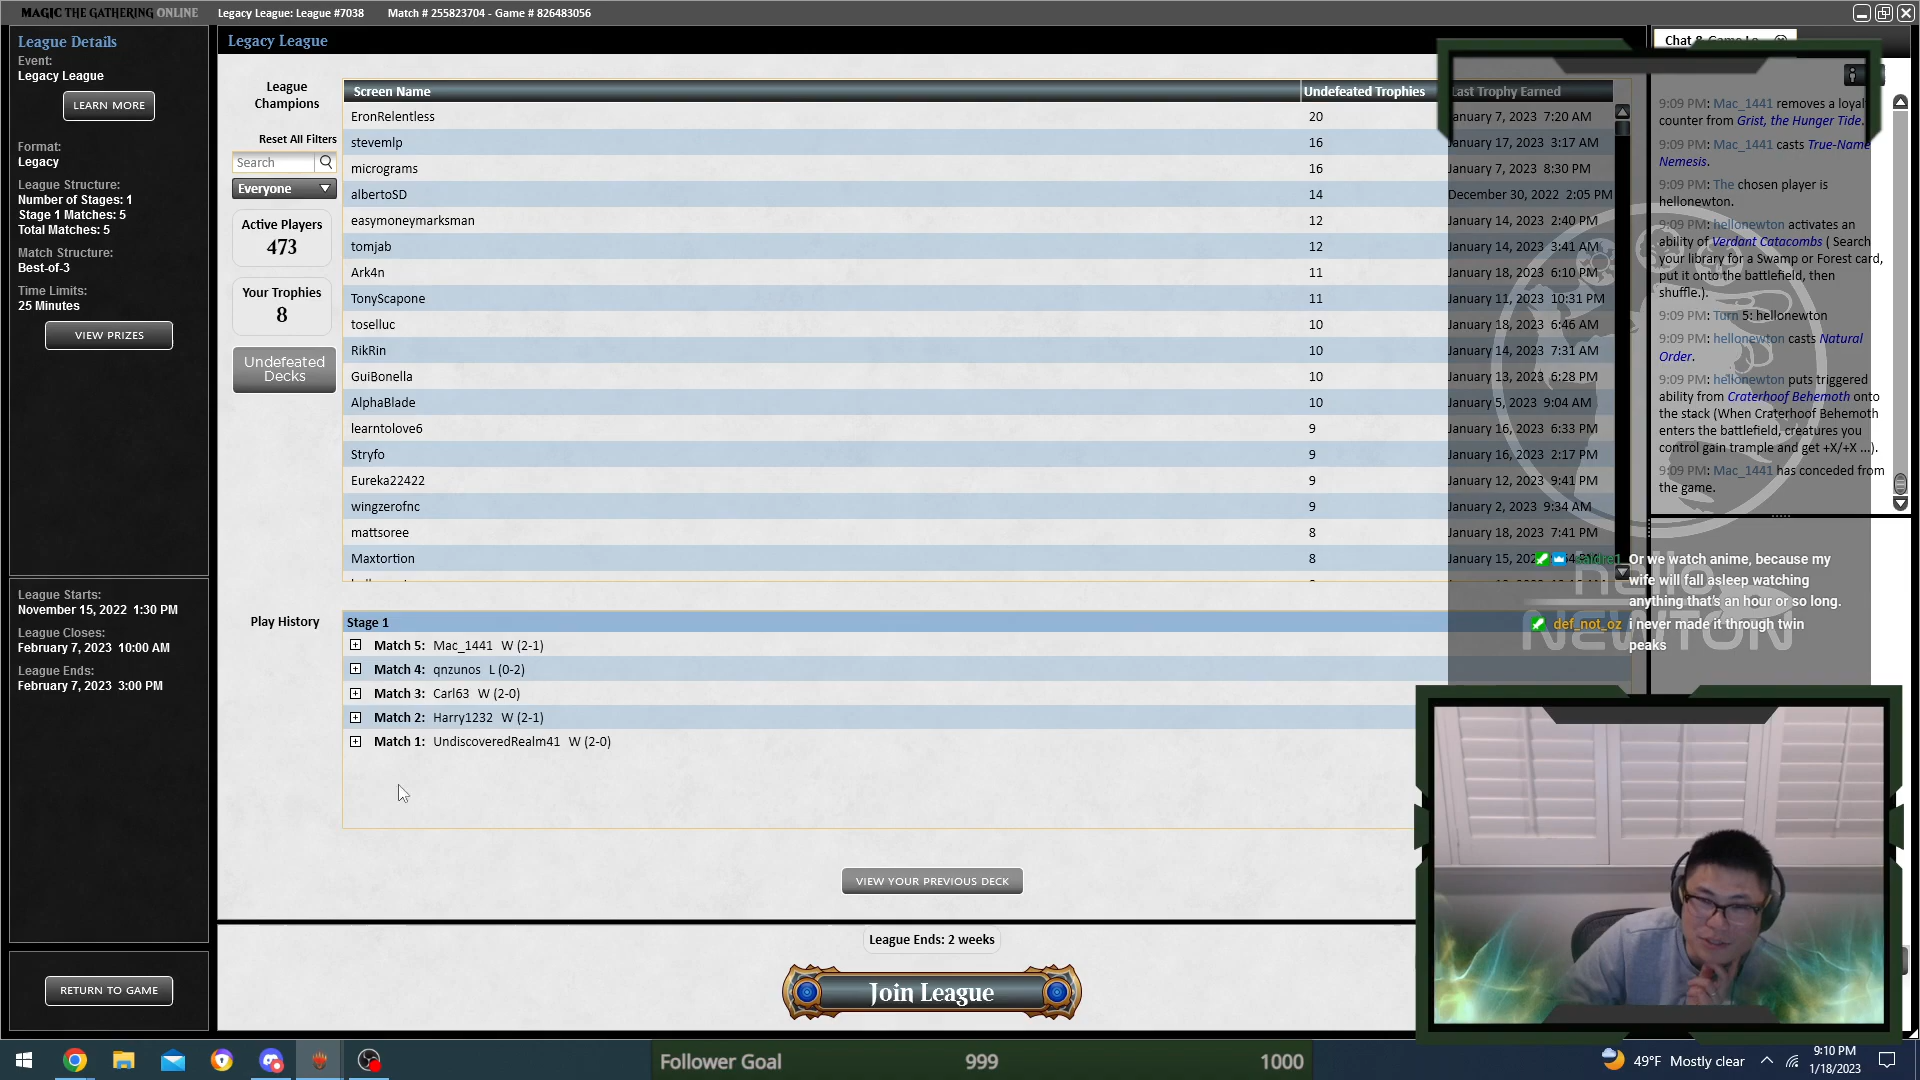 MAGIC THE GATHERING ONLINE
Legacy League: League #7038
Match # 255823704 - Game # 826483056
League Details
Event:
Legacy League
LEARN MORE
Format:
Legacy
League Structure:
Number of Stages: 1
Stage 1 Matches: 5
Total Matches: 5
Match Structure:
Best-of-3
Time Limits:
25 Minutes
VIEW PRIZES
League Starts:
November 15, 2022 1:30 PM
League Closes:
February 7, 2023 10:00 AM
League Ends:
February 7, 2023 3:00 PM
RETURN TO GAME
Legacy League
League
Champions
Reset All Filters
Search
Everyone
Active Players
473
Your Trophies
8
Undefeated
Decks
Screen Name Undefeated Trophies Last Trophy Earned
EronRelentless 20 January 7, 2023 7:20 AM
stevemlp 16 January 17, 2023 3:17 AM
micrograms 16 January 7, 2023 8:30 PM
albertoSD 14 December 30, 2022 2:05 PM
easymoneymarksman 12 January 14, 2023 2:40 PM
tomjab 12 January 14, 2023 3:41 AM
Ark4n 11 January 18, 2023 6:10 PM
TonyScapone 11 January 11, 2023 10:31 PM
toselluc 10 January 18, 2023 6:46 AM
RikRin 10 January 14, 2023 7:31 AM
GuiBonella 10 January 13, 2023 6:28 PM
AlphaBlade 10 January 5, 2023 9:04 AM
learntolove6 9 January 16, 2023 6:33 PM
Stryfo 9 January 16, 2023 2:17 PM
Eureka22422 9 January 12, 2023 9:41 PM
wingzerofnc 9 January 2, 2023 9:34 AM
mattsoree 8 January 18, 2023 7:41 PM
Maxtortion 8 January 15,
Play History
Stage 1
Match 5: Mac_1441 W (2-1)
Match 4: qnzunos L (0-2)
Match 3: Carl63 W (2-0)
Match 2: Harry1232 W (2-1)
Match 1: UndiscoveredRealm41 W (2-0)
VIEW YOUR PREVIOUS DECK
League Ends: 2 weeks
Join League
Chat &
9:09 PM: Mac_1441 removes a loyal
counter from Grist, the Hunger Tide.
9:09 PM: Mac_1441 casts True-Name
Nemesis.
9:09 PM: The chosen player is
hellonewton.
9:09 PM: hellonewton activates an
ability of Verdant Catacombs ( Search
your library for a Swamp or Forest card,
put it onto the battlefield, then
shuffle.).
9:09 PM: Turn 5: hellonewton
9:09 PM: hellonewton casts Natural
Order.
9:09 PM: hellonewton puts triggered
ability from Craterhoof Behemoth onto
the stack (When Craterhoof Behemoth
enters the battlefield, creatures you
control gain trample and get +X/+X ...).
9:09 PM: Mac_1441 has conceded from
the game.
hello
NEWTON
Or we watch anime, because my
wife will fall asleep watching
anything that's an hour or so long.
def_not_oz i never made it through twin
peaks
Follower Goal 999 1000
49°F Mostly clear
9:10 PM
1/18/2023